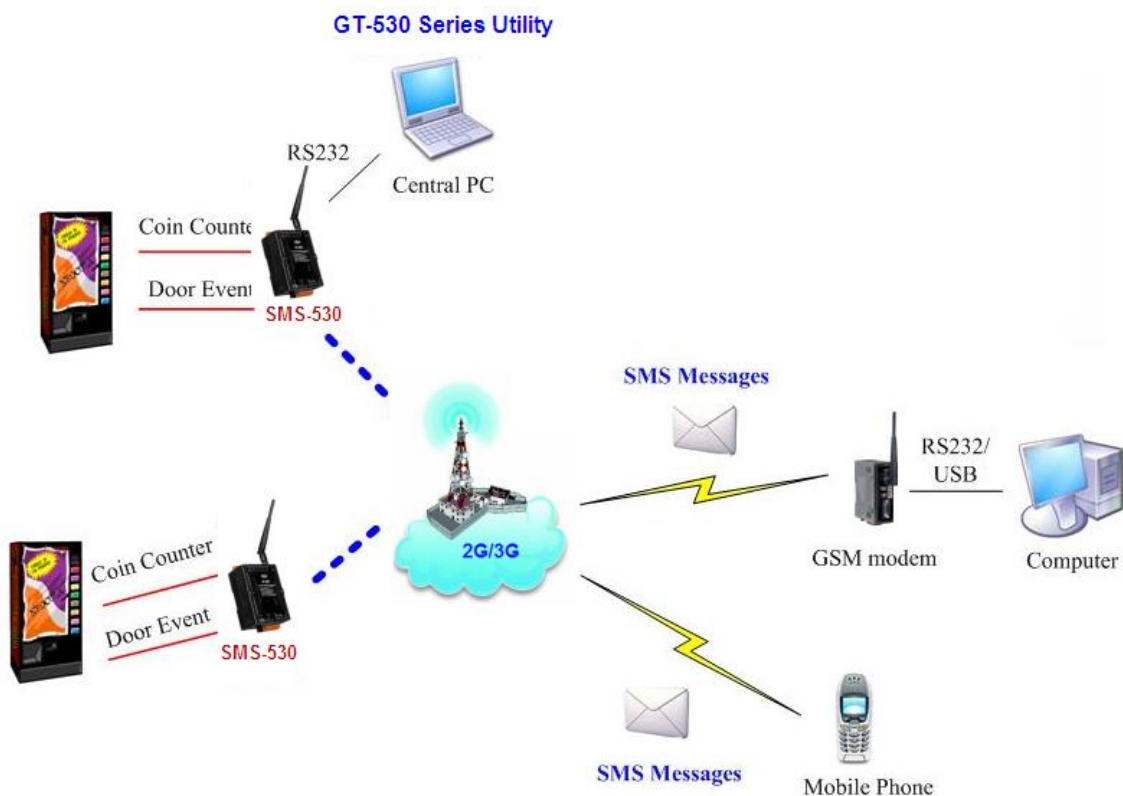 GT-530 Series Utility
RS232
Central PC
Coin Counte
Door Event
SMS-530
SMS Messages
RS232/
USB
2G/3G
GSM modem
Computer
Coin Counter
Door Event
SMS-530
SMS Messages
Mobile Phone